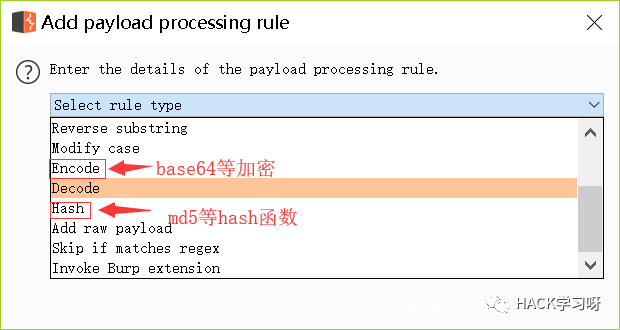 Add payload processing rule
Enter the details of the payload processing rule.
Select rule type
Reverse substring
Modify case
Encode
base64等加密
Decode
Hash
md5等hash函数
Add raw payload
Skip if matches regex
Invoke Burp extension
HACK学习呀